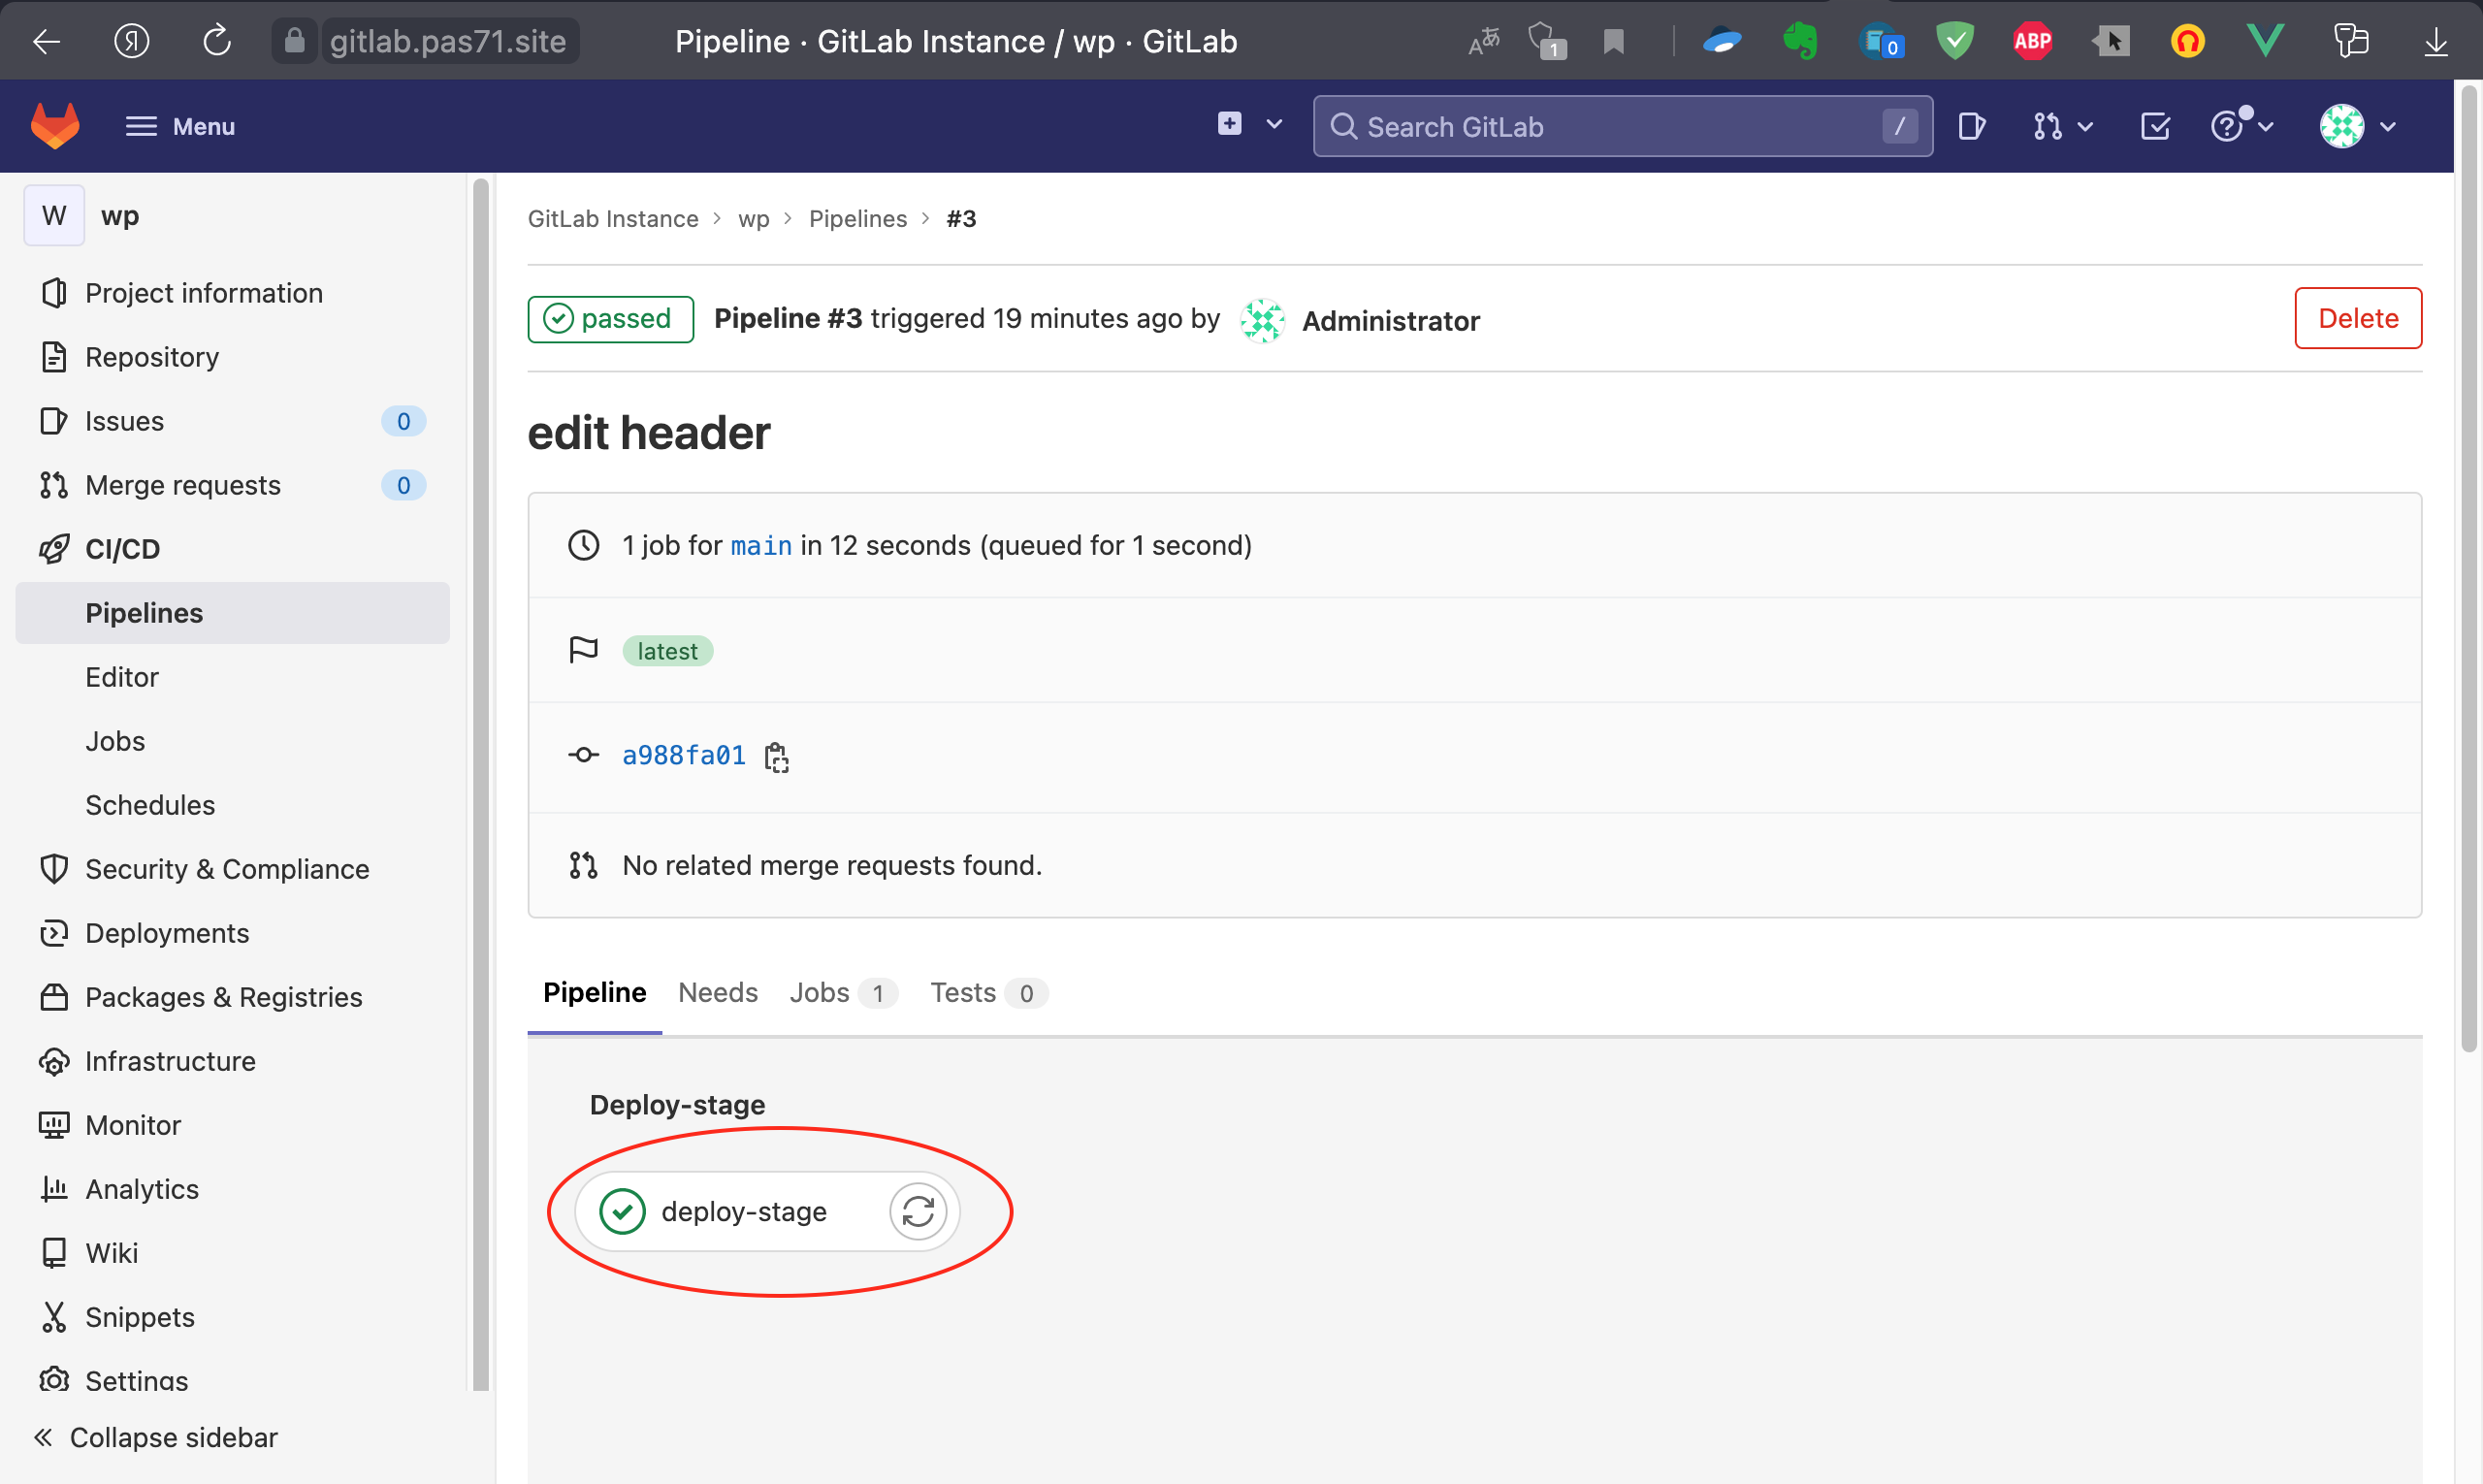 Я
gitlab.pas71.site
Pipeline · GitLab Instance / wp · GitLab
1
0
ABP
Menu
Search GitLab
/
W
wp
Project information
Repository
Issues 0
Merge requests 0
CI/CD
Pipelines
Editor
Jobs
Schedules
Security & Compliance
Deployments
Packages & Registries
Infrastructure
Monitor
Analytics
Wiki
Snippets
Settings
Collapse sidebar
GitLab Instance > wp > Pipelines > #3
passed Pipeline #3 triggered 19 minutes ago by Administrator
Delete
edit header
1 job for main in 12 seconds (queued for 1 second)
latest
a988fa01
No related merge requests found.
Pipeline Needs Jobs 1 Tests 0
Deploy-stage
deploy-stage